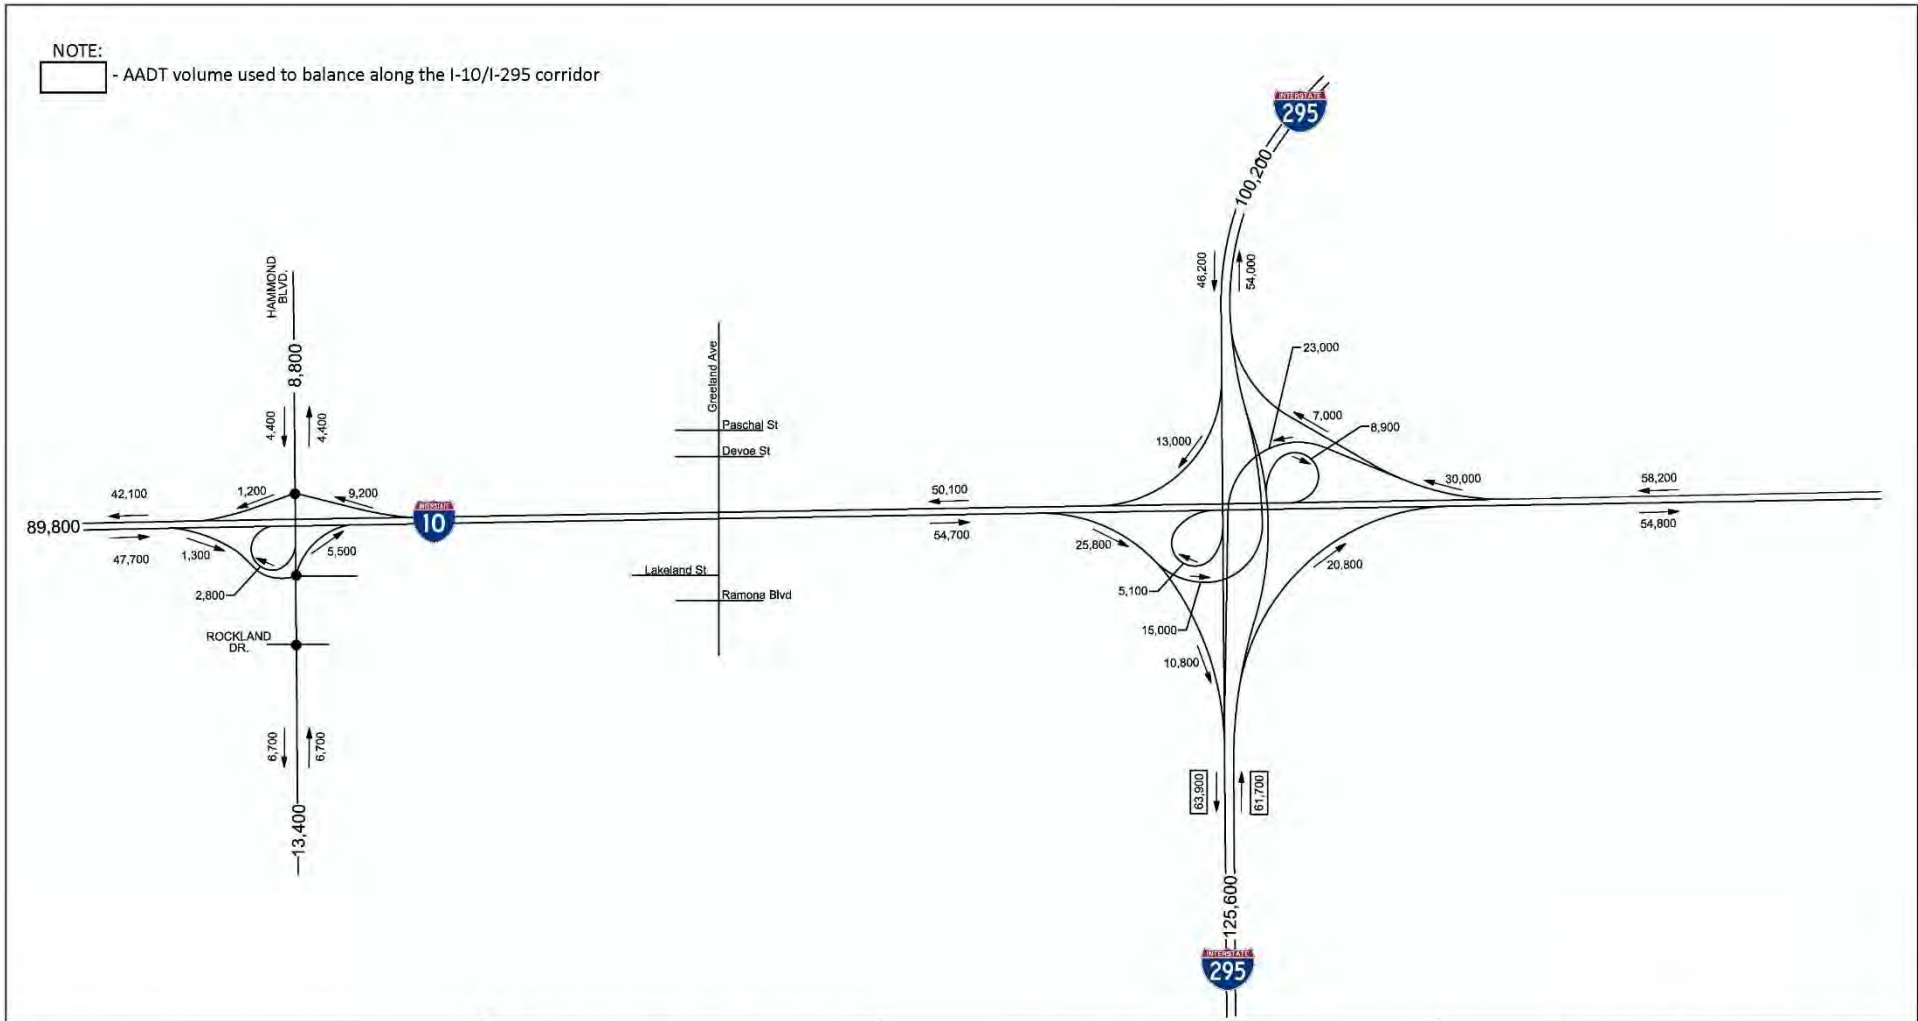 NOTE:
- AADT volume used to balance along the I-10/I-295 corridor
INTERSTATE
295
100,200
46,200
54,000
HAMMOND
BLVD.
8,800
4,400
4,400
Greeland Ave
Paschal St
Devoe St
23,000
7,000
8,900
13,000
30,000
58,200
54,800
42,100
1,200
9,200
INTERSTATE
10
50,100
54,700
89,800
47,700
1,300
5,500
2,800
25,800
20,800
Lakeland St
Ramona Blvd
5,100
15,000
10,800
ROCKLAND
DR.
6,700
6,700
13,400
63,900
61,700
125,600
INTERSTATE
295